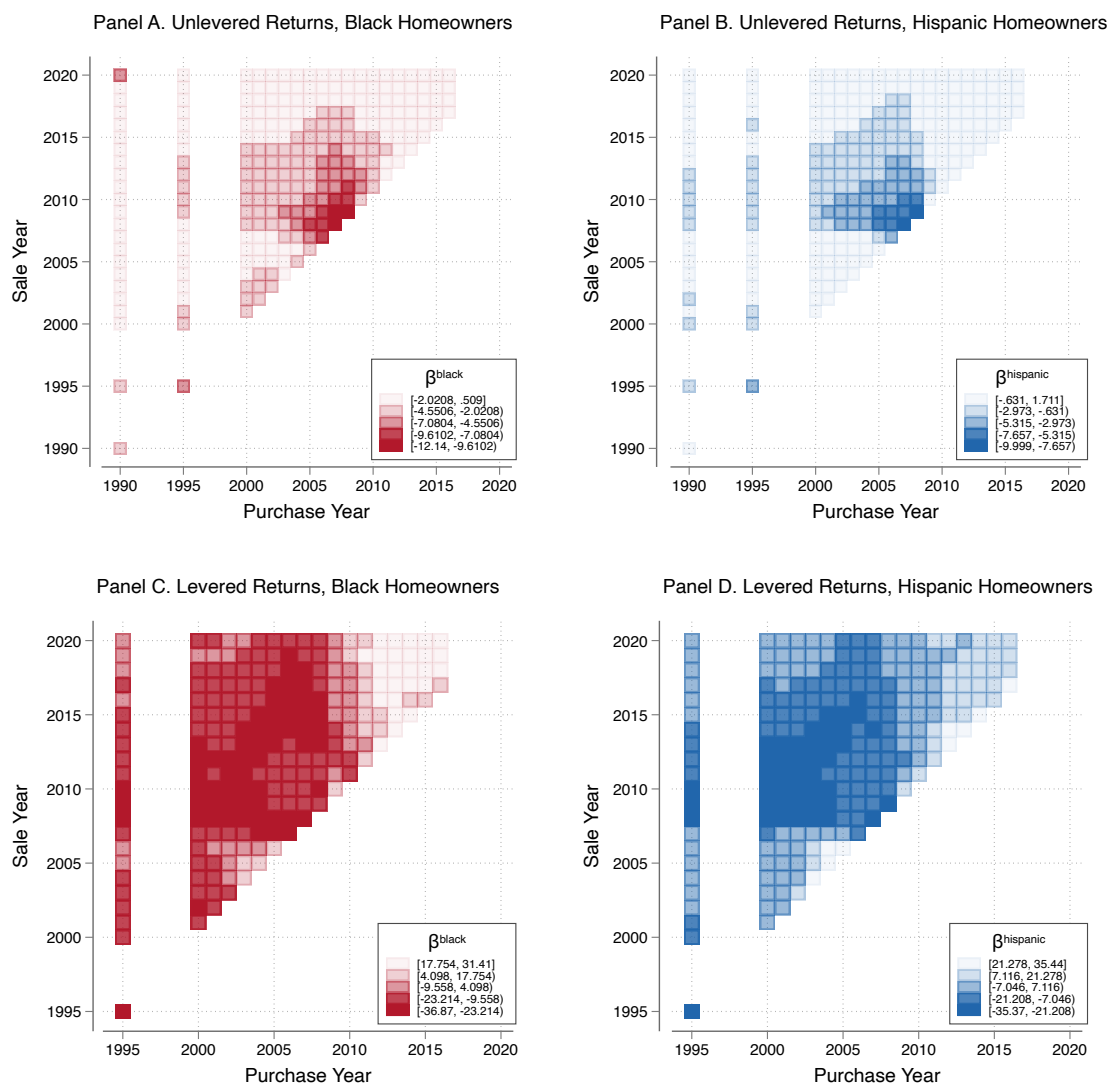 Panel A. Unlevered Returns, Black Homeowners
Sale Year
2020
2015
2010
2005
2000
1995
1990
β^black
[-2.0208, .509]
[-4.5506, -2.0208)
[-7.0804, -4.5506)
[-9.6102, -7.0804)
[-12.14, -9.6102)
1990 1995 2000 2005 2010 2015 2020
Purchase Year
Panel B. Unlevered Returns, Hispanic Homeowners
Sale Year
2020
2015
2010
2005
2000
1995
1990
β^hispanic
[-.631, 1.711]
[-2.973, -.631)
[-5.315, -2.973)
[-7.657, -5.315)
[-9.999, -7.657)
1990 1995 2000 2005 2010 2015 2020
Purchase Year
Panel C. Levered Returns, Black Homeowners
Sale Year
2020
2015
2010
2005
2000
1995
β^black
[17.754, 31.41]
[4.098, 17.754)
[-9.558, 4.098)
[-23.214, -9.558)
[-36.87, -23.214)
1995 2000 2005 2010 2015 2020
Purchase Year
Panel D. Levered Returns, Hispanic Homeowners
Sale Year
2020
2015
2010
2005
2000
1995
β^hispanic
[21.278, 35.44]
[7.116, 21.278)
[-7.046, 7.116)
[-21.208, -7.046)
[-35.37, -21.208)
1995 2000 2005 2010 2015 2020
Purchase Year